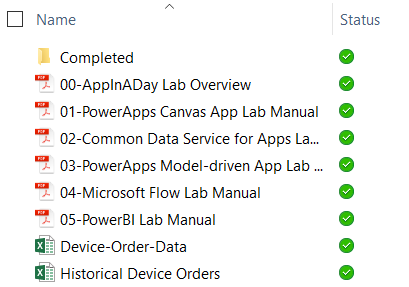 Name Status
Completed
00-AppInADay Lab Overview
01-PowerApps Canvas App Lab Manual
02-Common Data Service for Apps La...
03-PowerApps Model-driven App Lab ...
04-Microsoft Flow Lab Manual
05-PowerBI Lab Manual
Device-Order-Data
Historical Device Orders